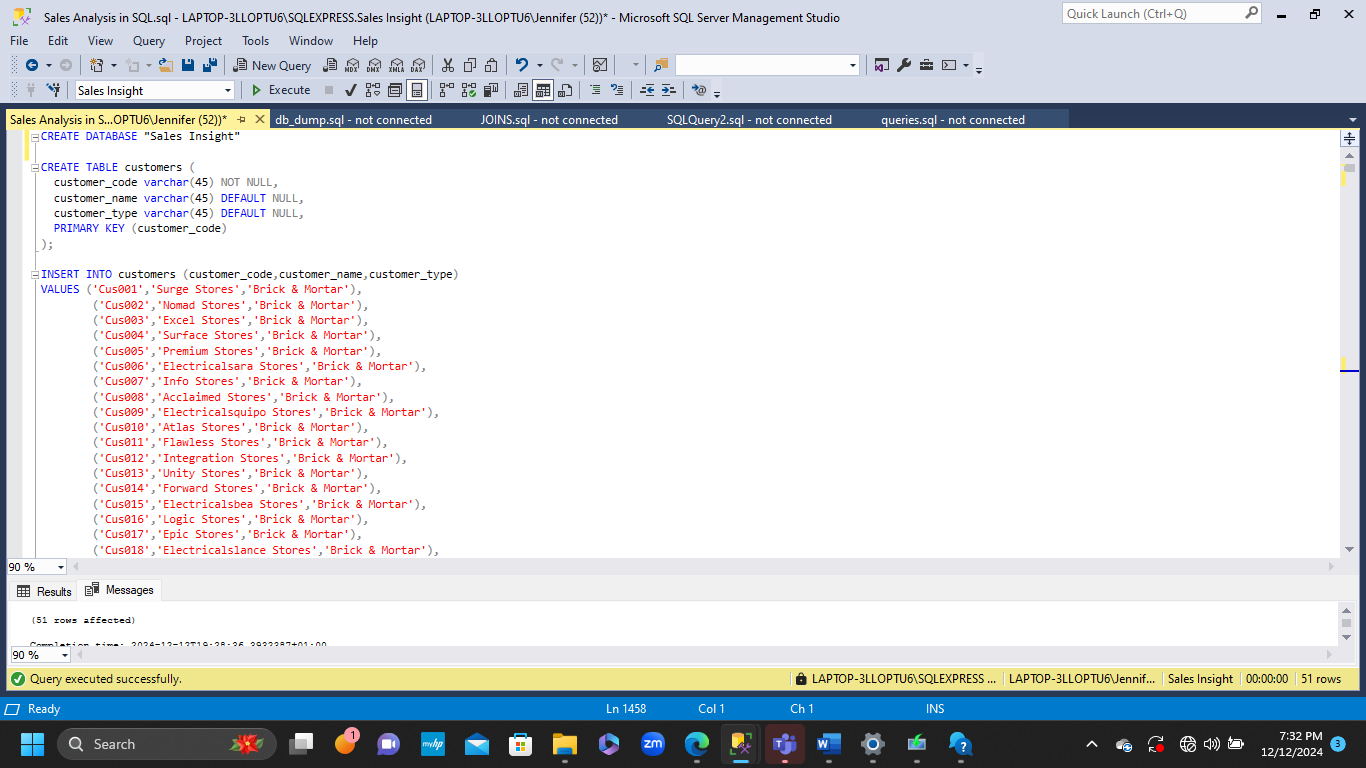 Sales Analysis in SQL.sql - LAPTOP-3LLOPTU6\SQLEXPRESS.Sales Insight (LAPTOP-3LLOPTU6\Jennifer (52))* - Microsoft SQL Server Management Studio
Quick Launch (Ctrl+Q)
File Edit View Query Project Tools Window Help
New Query MDX DMX XMLA DAX
Sales Insight Execute
Sales Analysis in S...OPTU6\Jennifer (52))* db_dump.sql - not connected JOINS.sql - not connected SQLQuery2.sql - not connected queries.sql - not connected
CREATE DATABASE "Sales Insight"
CREATE TABLE customers (
customer_code varchar(45) NOT NULL,
customer_name varchar(45) DEFAULT NULL,
customer_type varchar(45) DEFAULT NULL,
PRIMARY KEY (customer_code)
);
INSERT INTO customers (customer_code,customer_name,customer_type)
VALUES ('Cus001','Surge Stores','Brick & Mortar'),
('Cus002','Nomad Stores','Brick & Mortar'),
('Cus003','Excel Stores','Brick & Mortar'),
('Cus004','Surface Stores','Brick & Mortar'),
('Cus005','Premium Stores','Brick & Mortar'),
('Cus006','Electricalsara Stores','Brick & Mortar'),
('Cus007','Info Stores','Brick & Mortar'),
('Cus008','Acclaimed Stores','Brick & Mortar'),
('Cus009','Electricalsquipo Stores','Brick & Mortar'),
('Cus010','Atlas Stores','Brick & Mortar'),
('Cus011','Flawless Stores','Brick & Mortar'),
('Cus012','Integration Stores','Brick & Mortar'),
('Cus013','Unity Stores','Brick & Mortar'),
('Cus014','Forward Stores','Brick & Mortar'),
('Cus015','Electricalsbea Stores','Brick & Mortar'),
('Cus016','Logic Stores','Brick & Mortar'),
('Cus017','Epic Stores','Brick & Mortar'),
('Cus018','Electricalslance Stores','Brick & Mortar'),
90 %
Results Messages
(51 rows affected)
Completion time:
90 %
Query executed successfully. LAPTOP-3LLOPTU6\SQLEXPRESS ... LAPTOP-3LLOPTU6\Jennif... Sales Insight 00:00:00 51 rows
Ready Ln 1458 Col 1 Ch 1 INS
Search 1 myhp zm 7:32 PM
12/12/2024 3